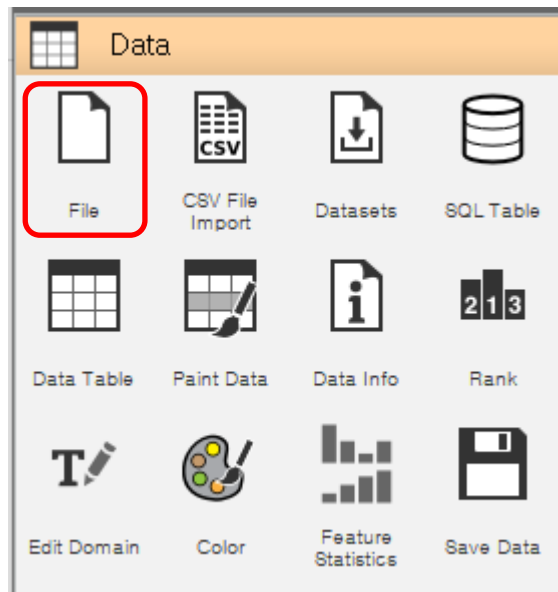 Data
CSV
File
CSV File
Import
Datasets
SQL Table
2 1 3
Data Table
Paint Data
Data Info
Rank
T
Edit Domain
Color
Feature
Statistics
Save Data